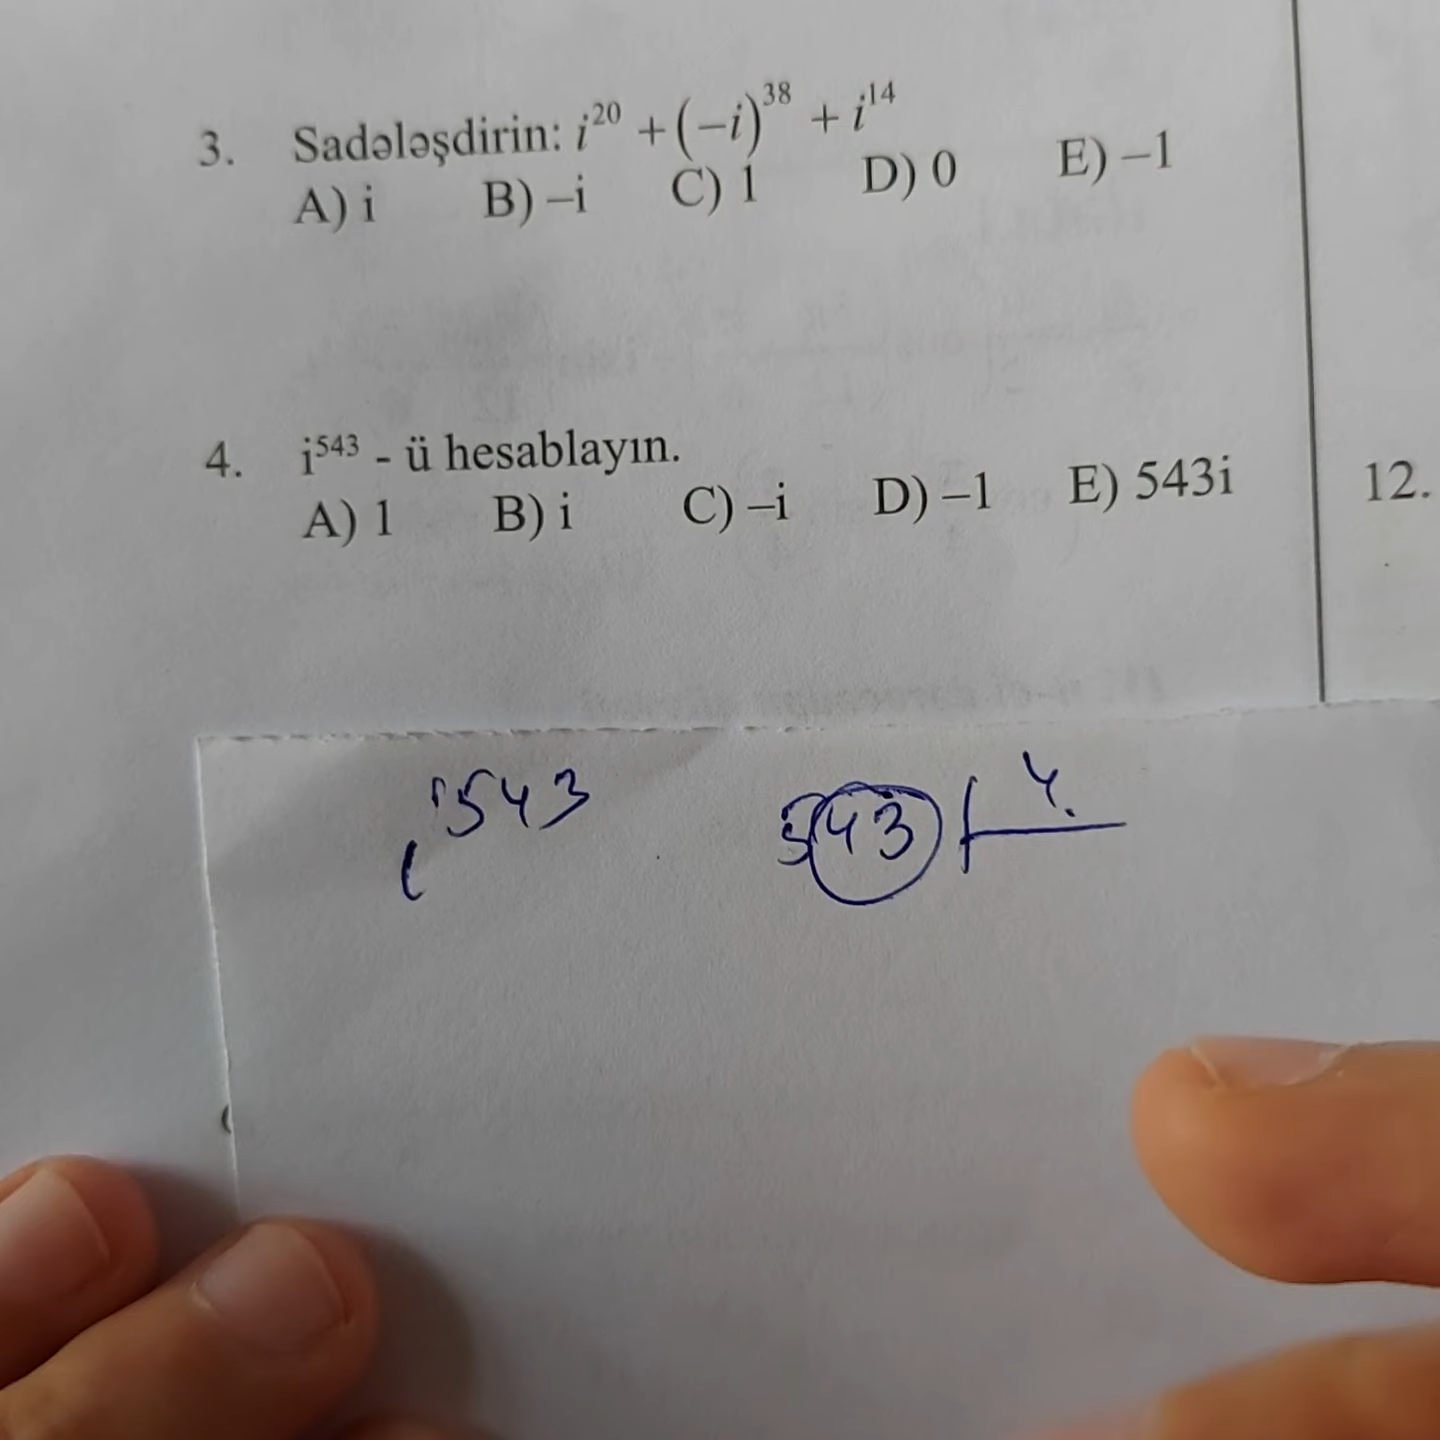 3. Sadələşdirin: i²⁰ + (−i)³⁸ + i¹⁴
A) i B) −i C) 1 D) 0 E) −1
4. i⁵⁴³ - ü hesablayın.
A) 1 B) i C) −i D) −1 E) 543i
12.
i⁵⁴³ 543 4